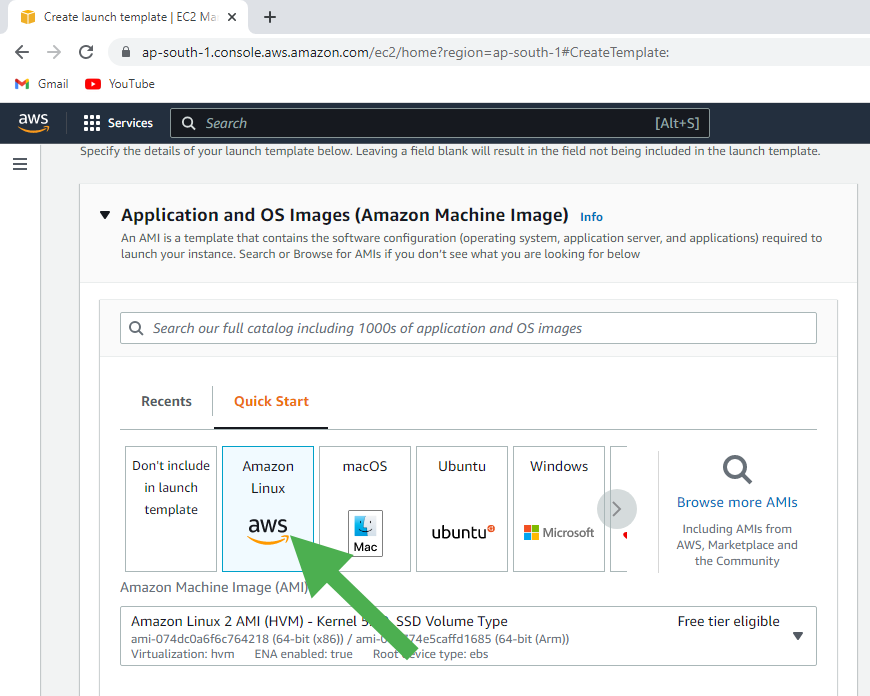 Create launch template | EC2 Ma
ap-south-1.console.aws.amazon.com/ec2/home?region=ap-south-1#CreateTemplate:
Gmail YouTube
aws Services Search [Alt+S]
Specify the details of your launch template below. Leaving a field blank will result in the field not being included in the launch template.
Application and OS Images (Amazon Machine Image) Info
An AMI is a template that contains the software configuration (operating system, application server, and applications) required to
launch your instance. Search or Browse for AMIs if you don't see what you are looking for below
Search our full catalog including 1000s of application and OS images
Recents Quick Start
Don't include
in launch
template
Amazon
Linux
aws
macOS
Mac
Ubuntu
ubuntu
Windows
Microsoft
Browse more AMIs
Including AMIs from
AWS, Marketplace and
the Community
Amazon Machine Image (AMI)
Amazon Linux 2 AMI (HVM) - Kernel SSD Volume Type Free tier eligible
ami-074dc0a6f6c764218 (64-bit (x86)) / (64-bit (Arm))
Virtualization: hvm ENA enabled: true Root device type: ebs